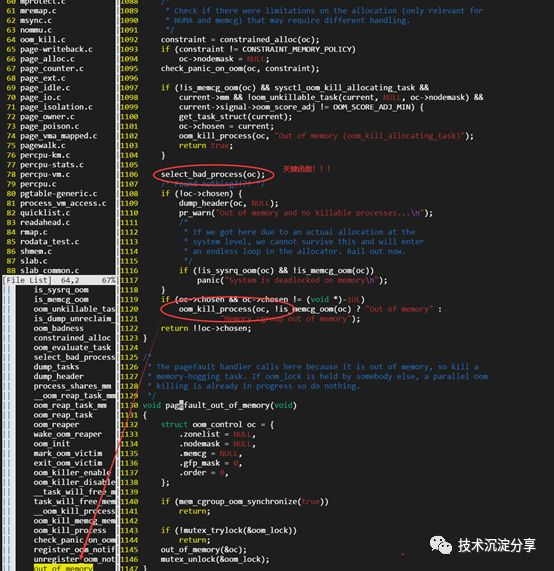 60 mprotect.c
61 mremap.c
62 msync.c
63 nommu.c
64 oom_kill.c
65 page-writeback.c
66 page_alloc.c
67 page_counter.c
68 page_ext.c
69 page_idle.c
70 page_io.c
71 page_isolation.c
72 page_owner.c
73 page_poison.c
74 page_vma_mapped.c
75 pagewalk.c
76 percpu-km.c
77 percpu-stats.c
78 percpu-vm.c
79 percpu.c
80 pgtable-generic.c
81 process_vm_access.c
82 quicklist.c
83 readahead.c
84 rmap.c
85 rodata_test.c
86 shmem.c
87 slab.c
88 slab_common.c
[File List] 64,2 67%
is_sysrq_oom
is_memcg_oom
oom_unkillable_tas
is_dump_unreclaim_
oom_badness
constrained_alloc
oom_evaluate_task
select_bad_process
dump_tasks
dump_header
process_shares_mm
__oom_reap_task_mm
oom_reap_task_mm
oom_reap_task
oom_reaper
wake_oom_reaper
oom_init
mark_oom_victim
exit_oom_victim
oom_killer_enable
oom_killer_disable
__task_will_free_m
task_will_free_mem
__oom_kill_process
oom_kill_memcg_mem
oom_kill_process
check_panic_on_oom
register_oom_notif
unregister_oom_not
out_of_memory
1088 /*
1089 * Check if there were limitations on the allocation (only relevant for
1090 * NUMA and memcg) that may require different handling.
1091 */
1092 constraint = constrained_alloc(oc);
1093 if (constraint != CONSTRAINT_MEMORY_POLICY)
1094 oc->nodemask = NULL;
1095 check_panic_on_oom(oc, constraint);
1096
1097 if (!is_memcg_oom(oc) && sysctl_oom_kill_allocating_task &&
1098 current->mm && !oom_unkillable_task(current, NULL, oc->nodemask) &&
1099 current->signal->oom_score_adj != OOM_SCORE_ADJ_MIN) {
1100 get_task_struct(current);
1101 oc->chosen = current;
1102 oom_kill_process(oc, "Out of memory (oom_kill_allocating_task)");
1103 return true;
1104 }
1105
1106 select_bad_process(oc); 关键函数！！！
1107 /* Found nothing?!?! */
1108 if (!oc->chosen) {
1109 dump_header(oc, NULL);
1110 pr_warn("Out of memory and no killable processes...\n");
1111 /*
1112 * If we got here due to an actual allocation at the
1113 * system level, we cannot survive this and will enter
1114 * an endless loop in the allocator. Bail out now.
1115 */
1116 if (!is_sysrq_oom(oc) && !is_memcg_oom(oc))
1117 panic("System is deadlocked on memory\n");
1118 }
1119 if (oc->chosen && oc->chosen != (void *)-1UL)
1120 oom_kill_process(oc, !is_memcg_oom(oc) ? "Out of memory" :
1121 "Memory cgroup out of memory");
1122 return !!oc->chosen;
1123 }
1124
1125 /*
1126 * The pagefault handler calls here because it is out of memory, so kill a
1127 * memory-hogging task. If oom_lock is held by somebody else, a parallel oom
1128 * killing is already in progress so do nothing.
1129 */
1130 void pagefault_out_of_memory(void)
1131 {
1132 struct oom_control oc = {
1133 .zonelist = NULL,
1134 .nodemask = NULL,
1135 .memcg = NULL,
1136 .gfp_mask = 0,
1137 .order = 0,
1138 };
1139
1140 if (mem_cgroup_oom_synchronize(true))
1141 return;
1142
1143 if (!mutex_trylock(&oom_lock))
1144 return;
1145 out_of_memory(&oc);
1146 mutex_unlock(&oom_lock);
1147 }
技术沉淀分享